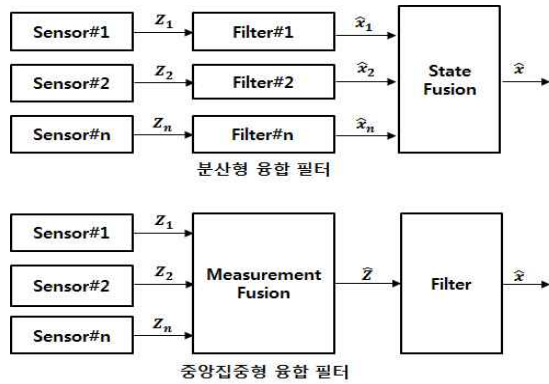 Sensor#1 Z₁ Filter#1 x̂₁
Sensor#2 Z₂ Filter#2 x̂₂ State Fusion x̂
Sensor#n Zₙ Filter#n x̂ₙ
분산형 융합 필터
Sensor#1 Z₁
Sensor#2 Z₂ Measurement Fusion Ẑ Filter x̂
Sensor#n Zₙ
중앙집중형 융합 필터